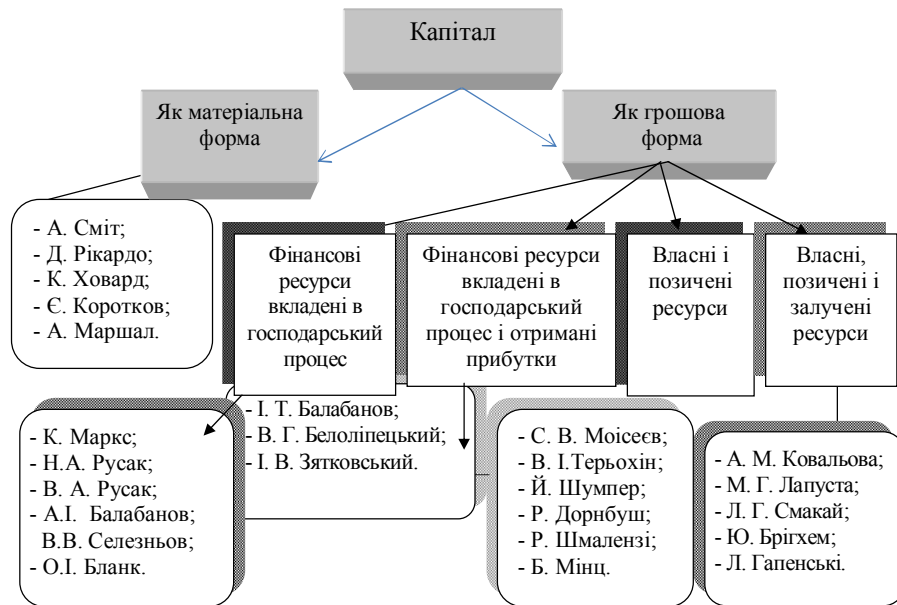 Капітал
Як матеріальна
форма
Як грошова
форма
- А. Сміт;
- Д. Рікардо;
- К. Ховард;
- Є. Коротков;
- А. Маршал.
Фінансові
ресурси
вкладені в
господарський
процес
Фінансові ресурси
вкладені в
господарський
процес і отримані
прибутки
Власні і
позичені
ресурси
Власні,
позичені і
залучені
ресурси
- К. Маркс;
- Н.А. Русак;
- В. А. Русак;
- А.І. Балабанов;
В.В. Селезньов;
- О.І. Бланк.
- І. Т. Балабанов;
- В. Г. Белоліпецький;
- І. В. Зятковський.
- С. В. Моісеєв;
- В. І.Терьохін;
- Й. Шумпер;
- Р. Дорнбуш;
- Р. Шмалензі;
- Б. Мінц.
- А. М. Ковальова;
- М. Г. Лапуста;
- Л. Г. Смакай;
- Ю. Брігхем;
- Л. Гапенські.